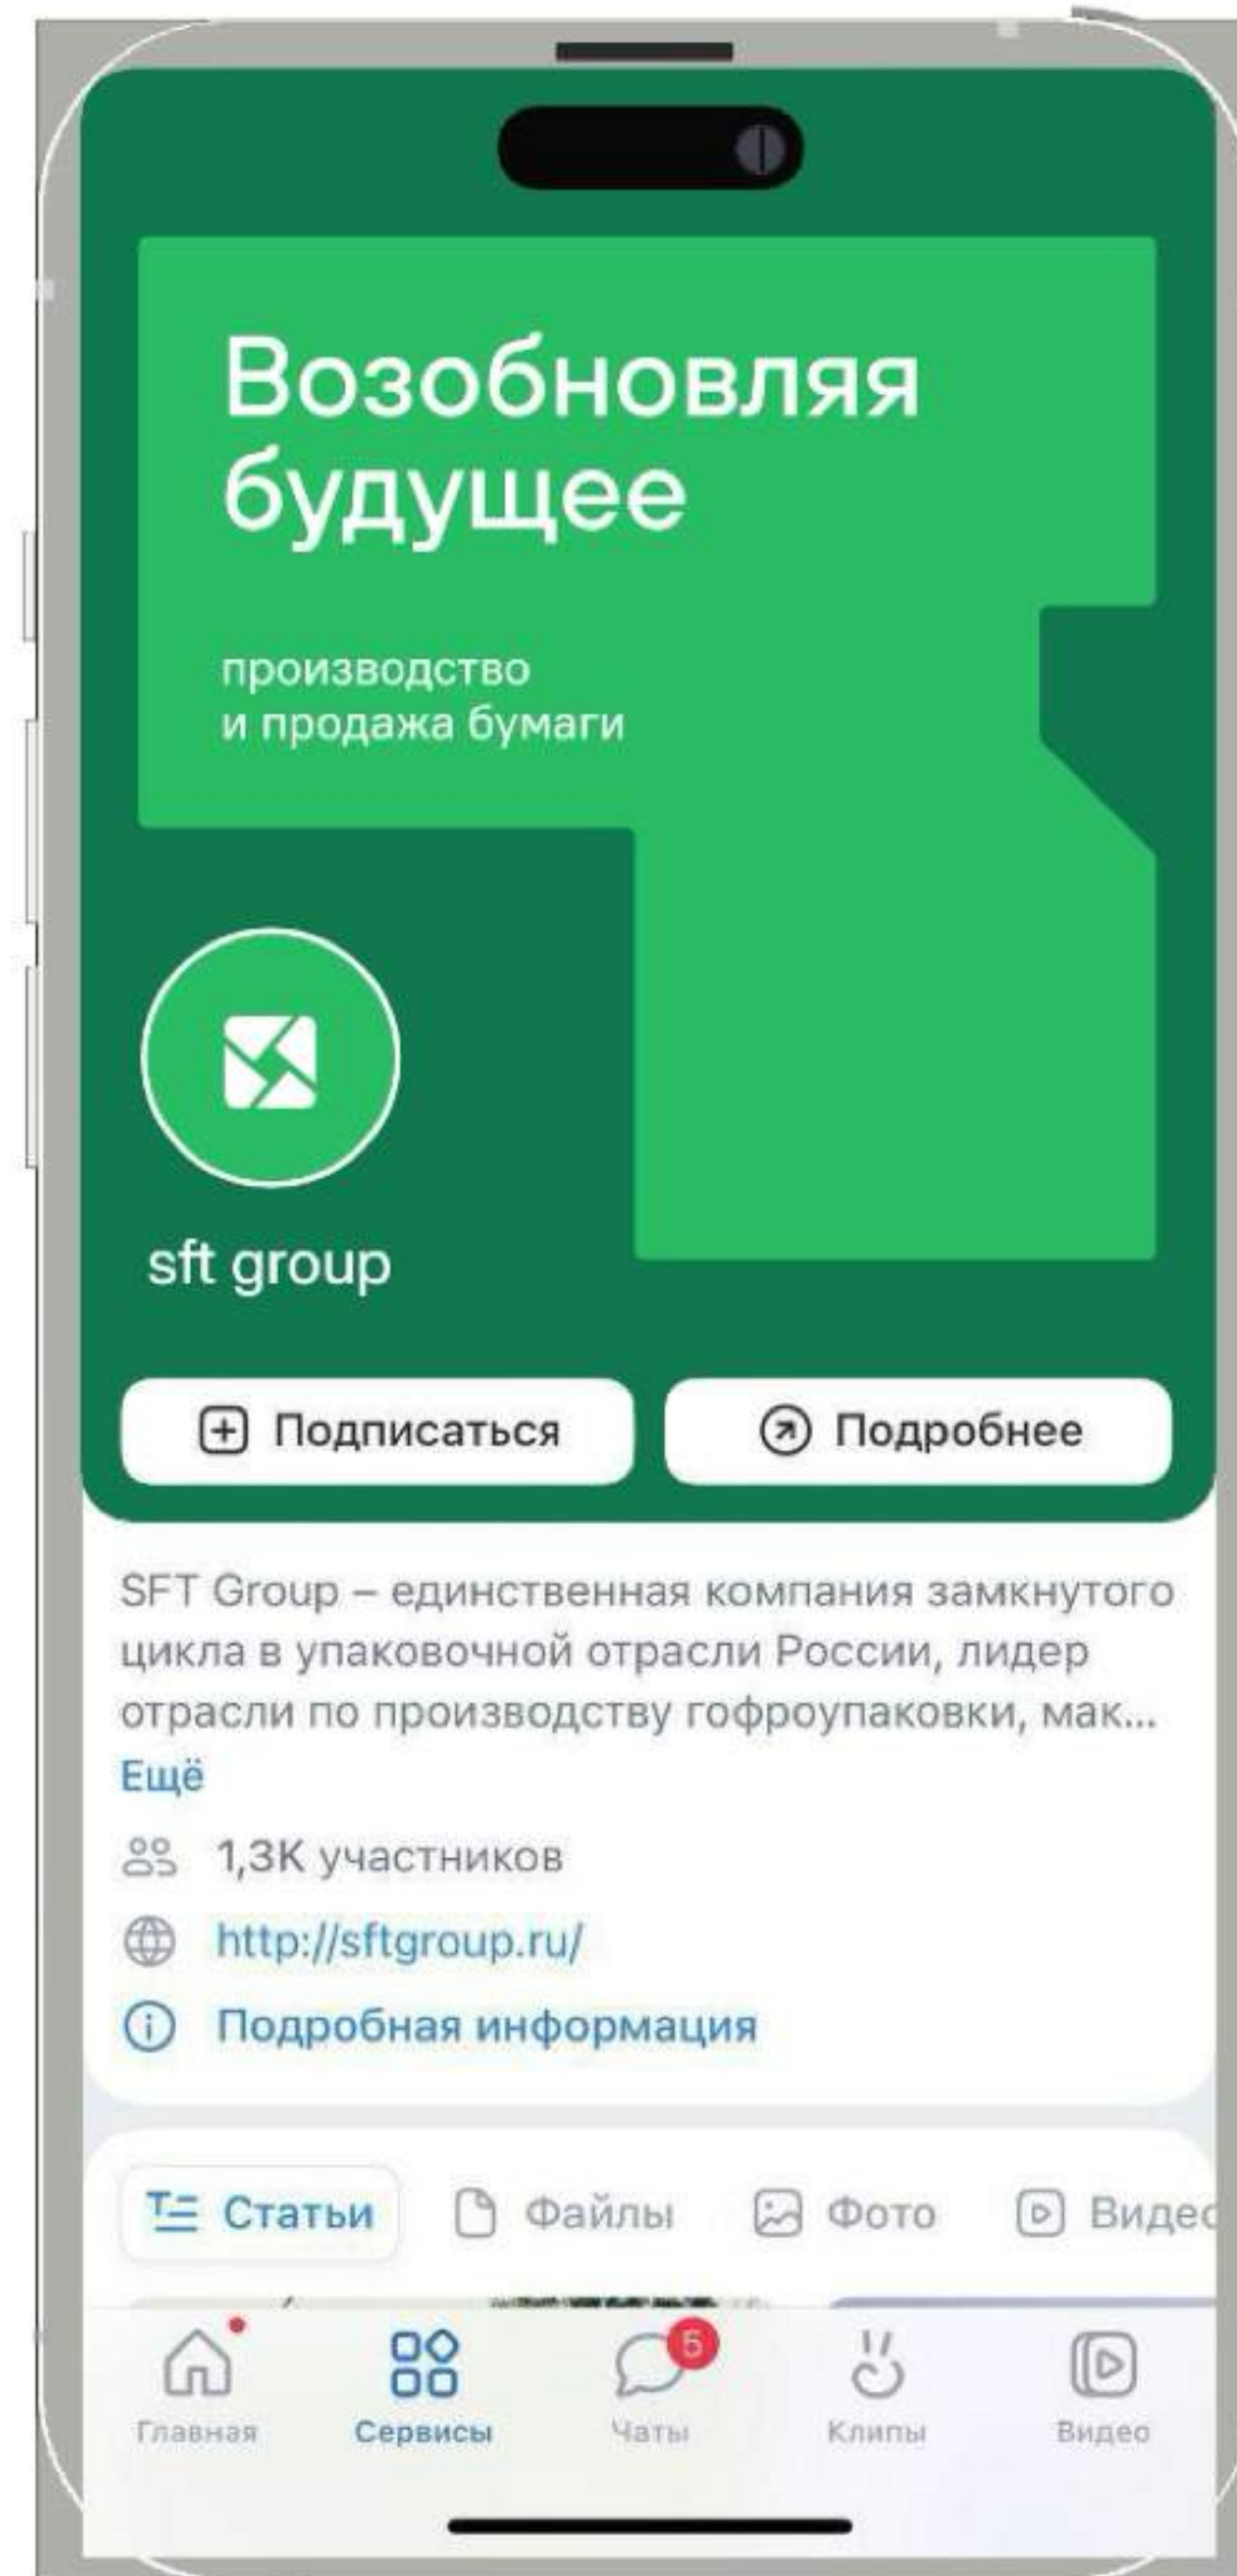 Возобновляя
будущее
производство
и продажа бумаги
sft group
Подписаться
Подробнее
SFT Group – единственная компания замкнутого
цикла в упаковочной отрасли России, лидер
отрасли по производству гофроупаковки, мак...
Ещё
1,3K участников
http://sftgroup.ru/
Подробная информация
Статьи
Файлы
Фото
Видео
5
Главная
Сервисы
Чаты
Клипы
Видео